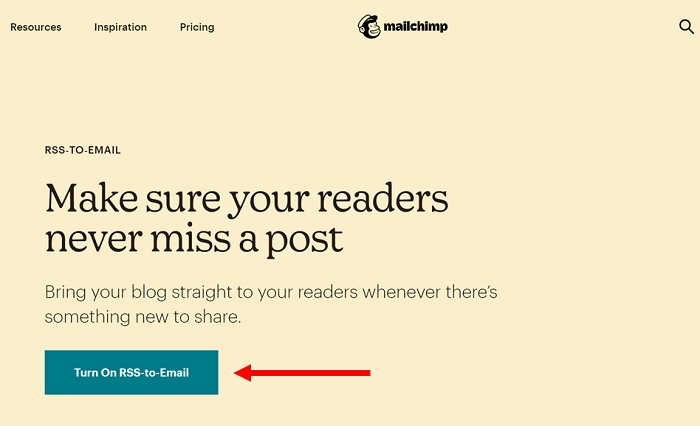 Resources Inspiration Pricing mailchimp
RSS-TO-EMAIL
Make sure your readers
never miss a post
Bring your blog straight to your readers whenever there's
something new to share.
Turn On RSS-to-Email